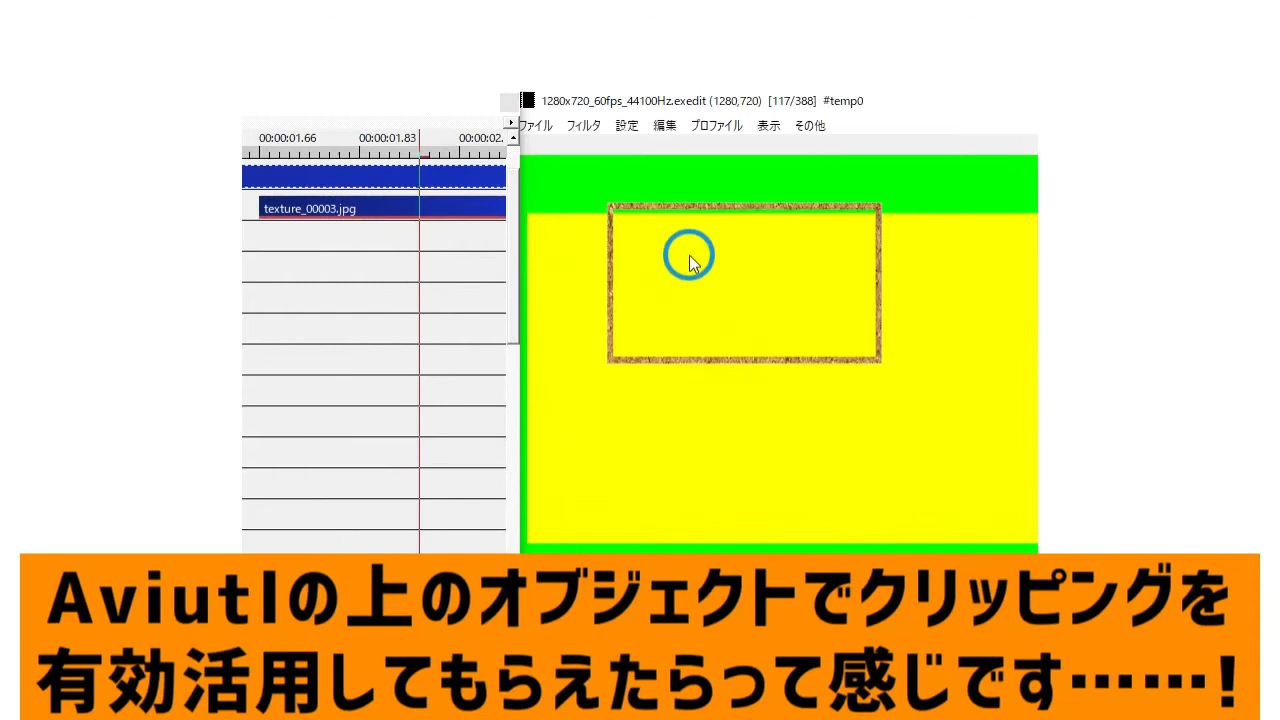 1280x720_60fps_44100Hz.exedit (1280,720) [117/388] #temp0
ファイル フィルタ 設定 編集 プロファイル 表示 その他
00:00:01.66 00:00:01.83 00:00:02.
texture_00003.jpg
Aviutlの上のオブジェクトでクリッピングを
有効活用してもらえたらって感じです……!